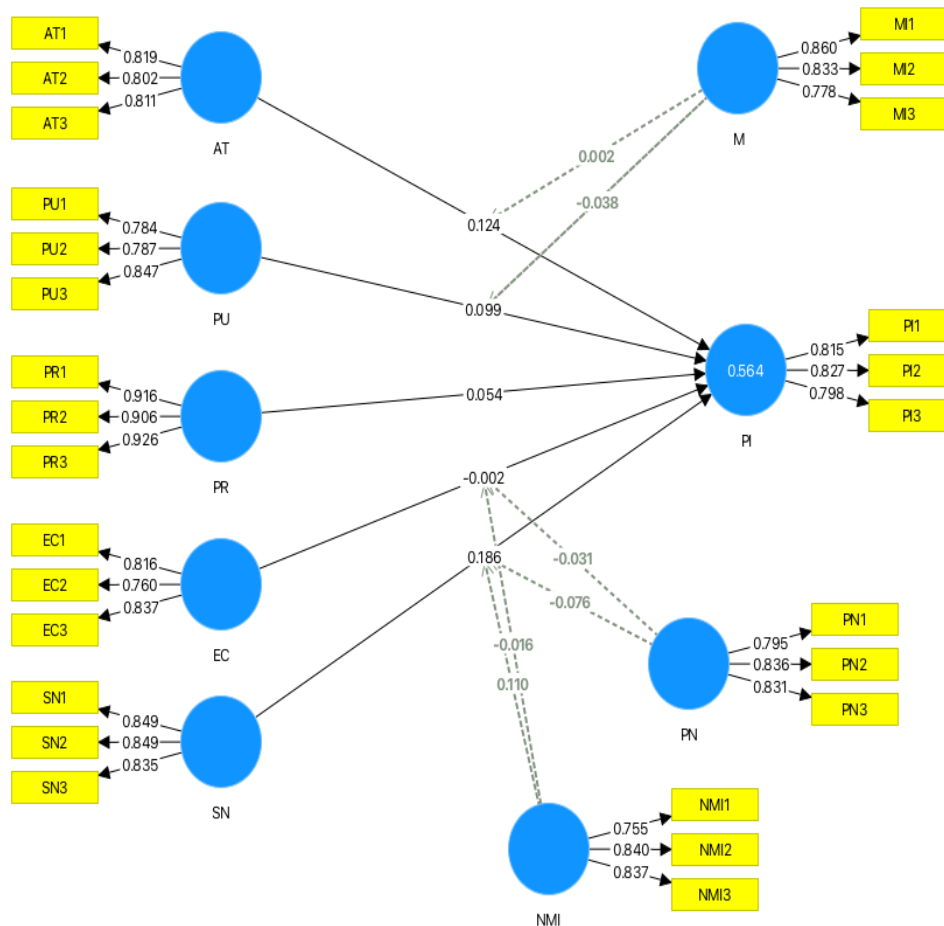 AT1
0.819
AT2
0.802
AT3
0.811
AT
PU1
0.784
PU2
0.787
PU3
0.847
PU
PR1
0.916
PR2
0.906
PR3
0.926
PR
EC1
0.816
EC2
0.760
EC3
0.837
EC
SN1
0.849
SN2
0.849
SN3
0.835
SN
MI1
0.860
MI2
0.833
MI3
0.778
M
0.002
-0.038
0.124
0.099
0.054
-0.002
0.186
0.564
PI
PI1
0.815
PI2
0.827
PI3
0.798
-0.031
-0.076
-0.016
0.110
PN1
0.795
PN2
0.836
PN3
0.831
PN
NMI1
0.755
NMI2
0.840
NMI3
0.837
NMI